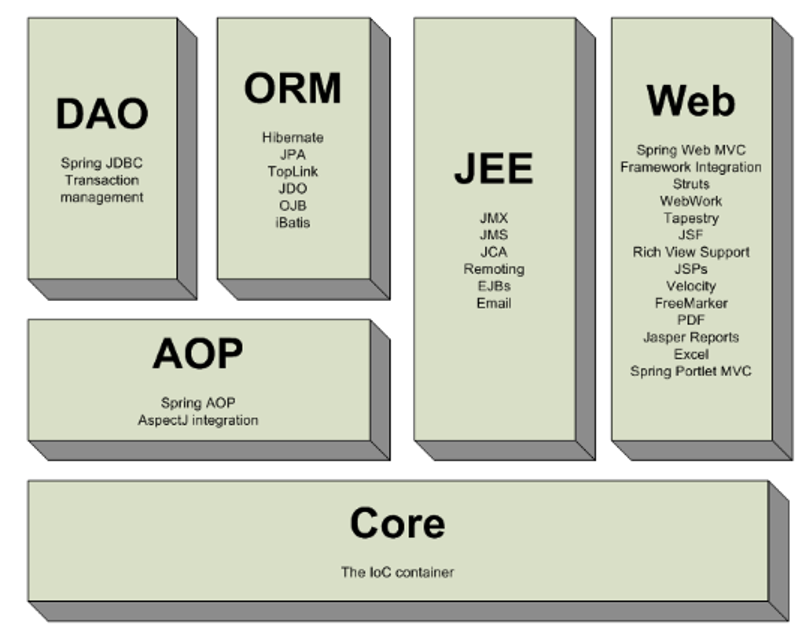 DAO
Spring JDBC
Transaction
management
ORM
Hibernate
JPA
TopLink
JDO
OJB
iBatis
JEE
JMX
JMS
JCA
Remoting
EJBs
Email
Web
Spring Web MVC
Framework Integration
Struts
WebWork
Tapestry
JSF
Rich View Support
JSPs
Velocity
FreeMarker
PDF
Jasper Reports
Excel
Spring Portlet MVC
AOP
Spring AOP
AspectJ integration
Core
The IoC container